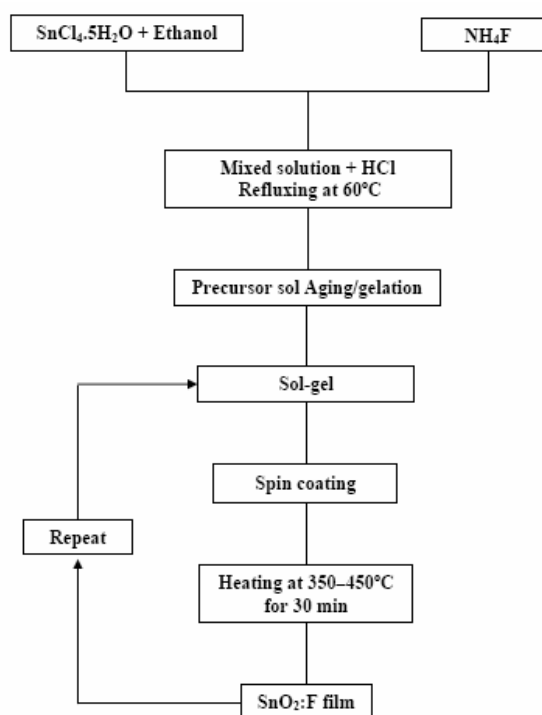 SnCl₄.5H₂O + Ethanol
NH₄F
Mixed solution + HCl
Refluxing at 60°C
Precursor sol Aging/gelation
Sol-gel
Spin coating
Repeat
Heating at 350–450°C
for 30 min
SnO₂:F film